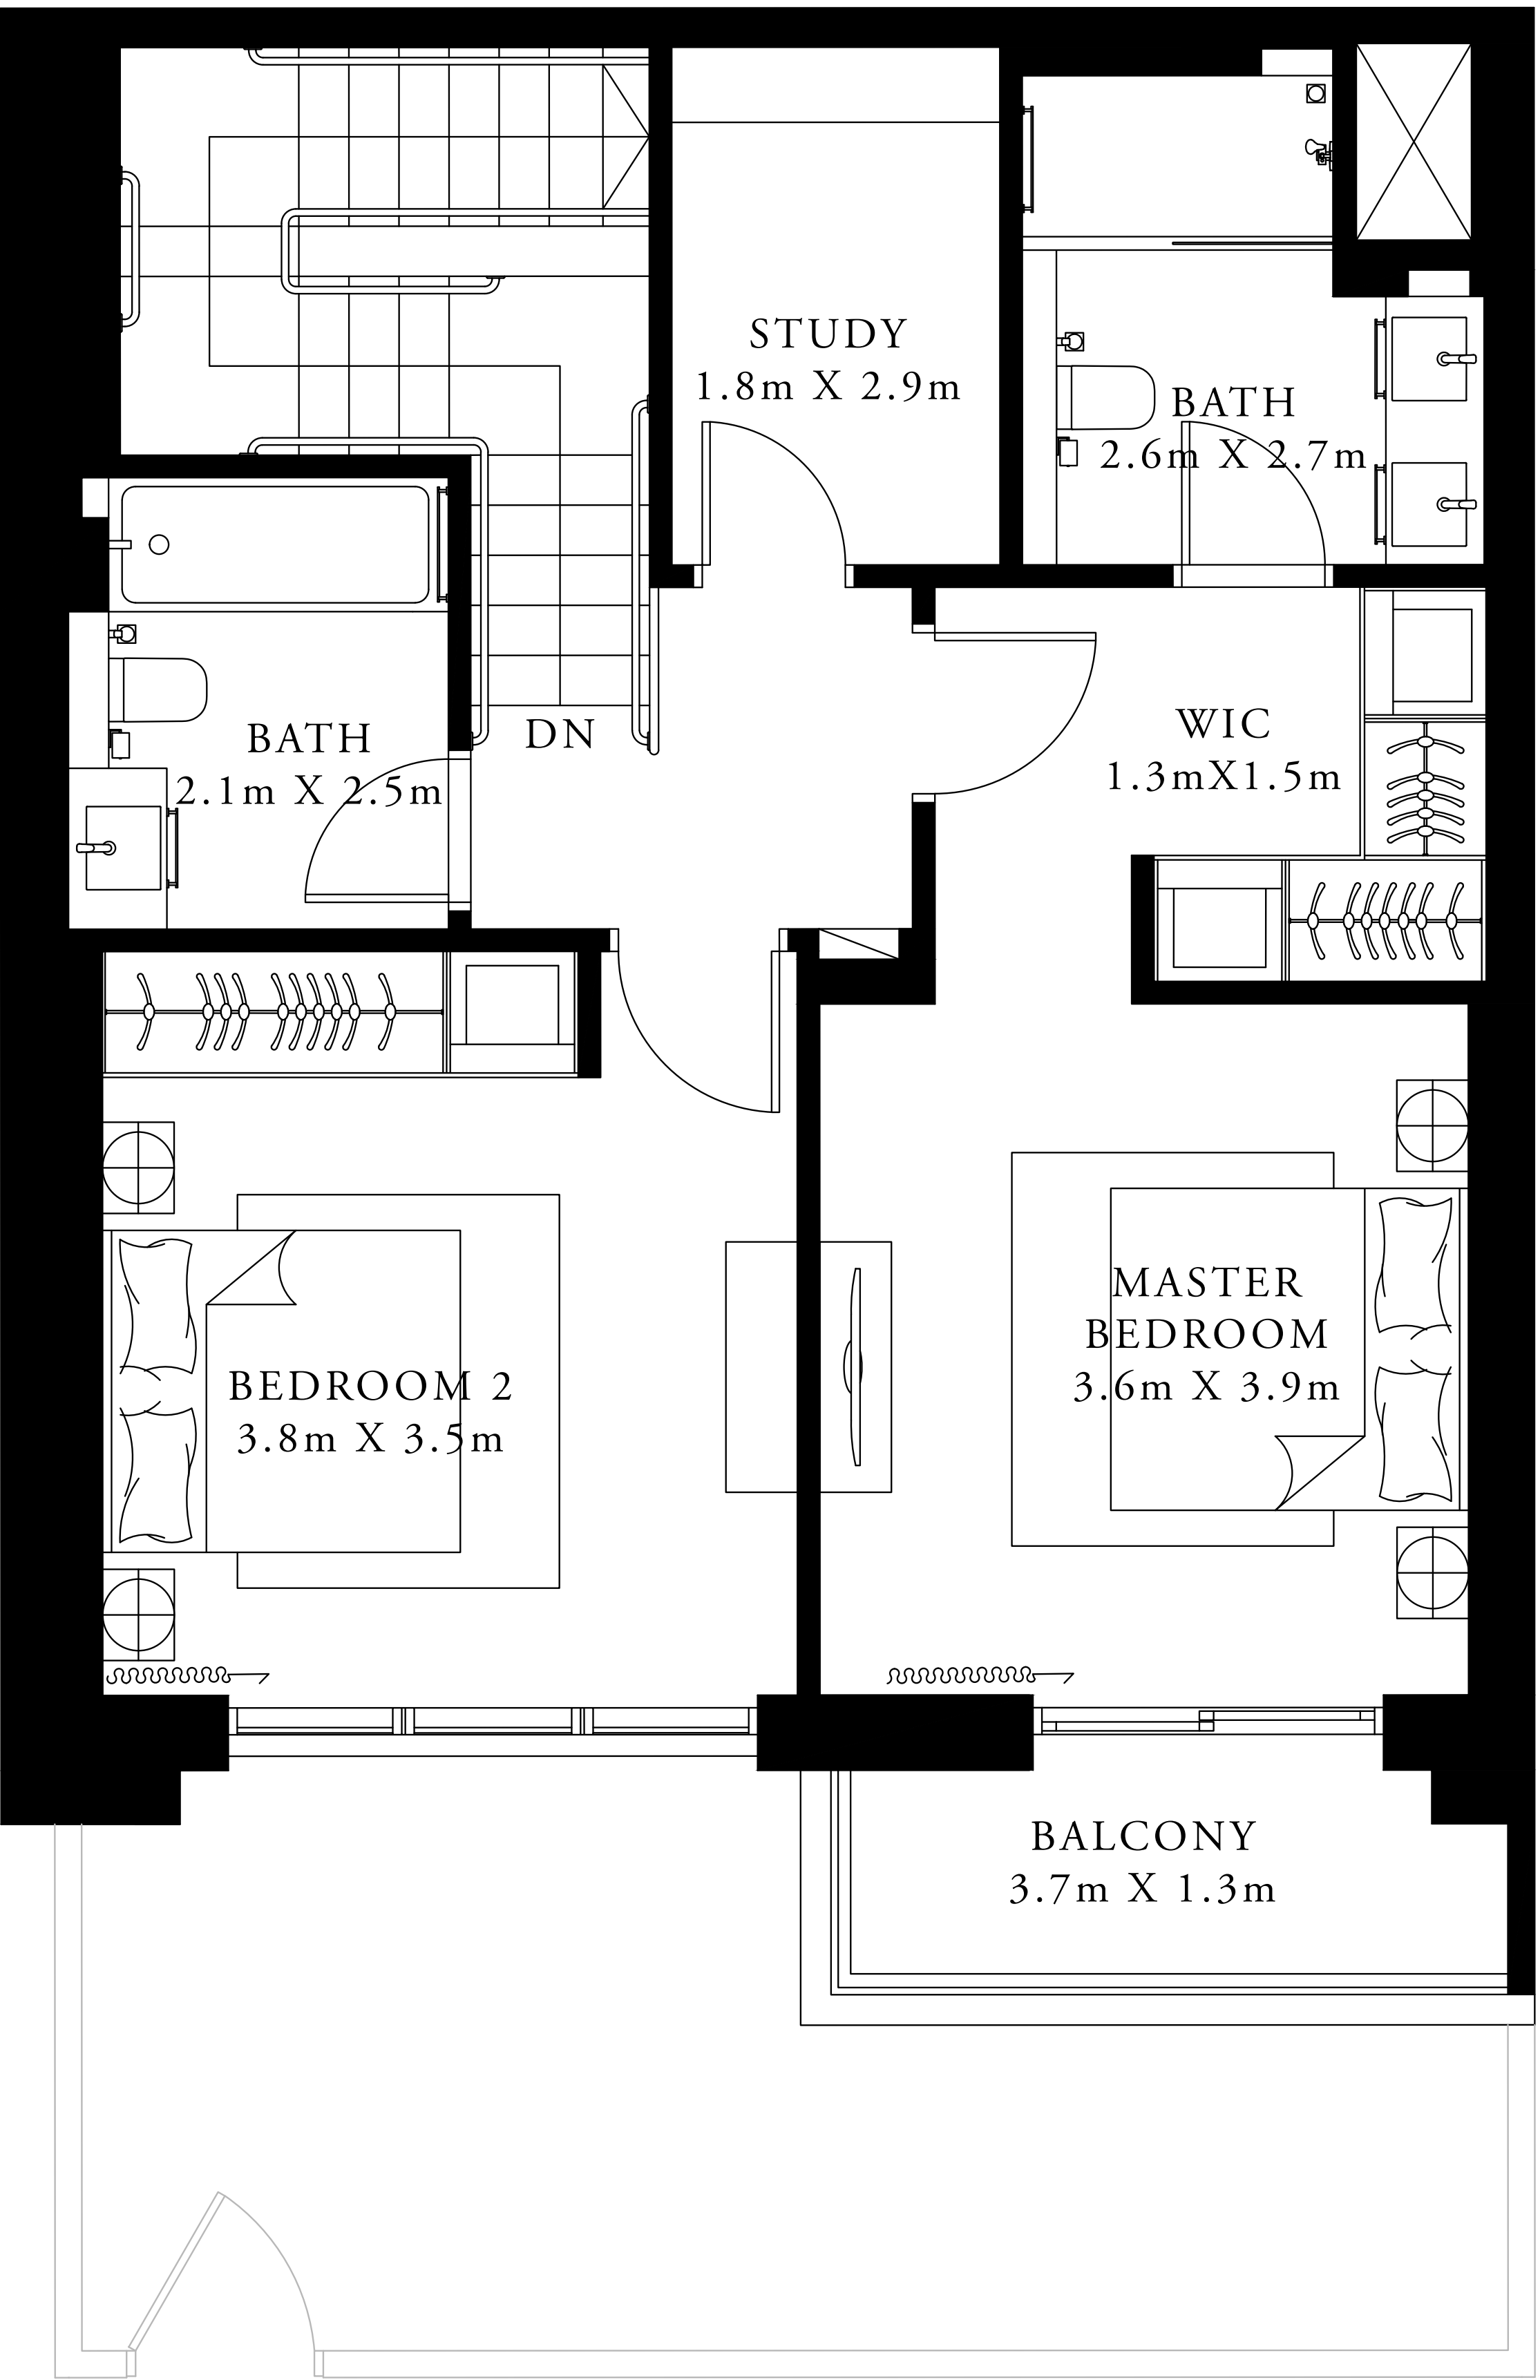 STUDY
1.8m X 2.9m
BATH
2.6m X 2.7m
BATH
2.1m X 2.5m
DN
WIC
1.3mX1.5m
MASTER
BEDROOM
3.6m X 3.9m
BEDROOM 2
3.8m X 3.5m
BALCONY
3.7m X 1.3m